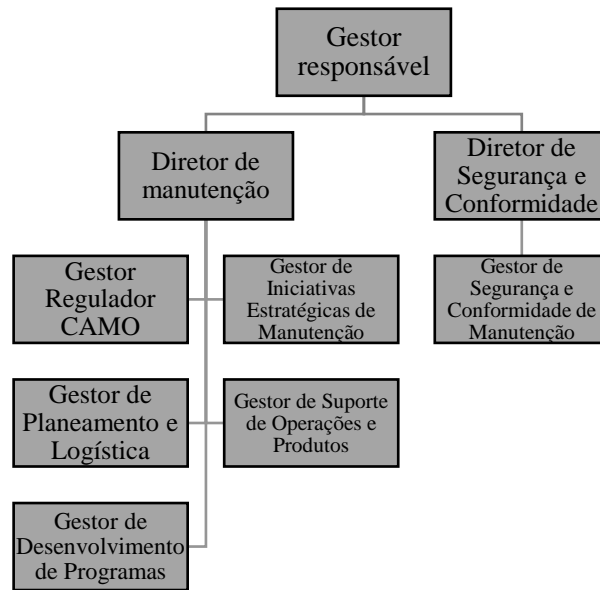 Gestor
responsável
Diretor de
manutenção
Diretor de
Segurança e
Conformidade
Gestor
Regulador
CAMO
Gestor de
Iniciativas
Estratégicas de
Manutenção
Gestor de
Segurança e
Conformidade de
Manutenção
Gestor de
Planeamento e
Logística
Gestor de Suporte
de Operações e
Produtos
Gestor de
Desenvolvimento
de Programas